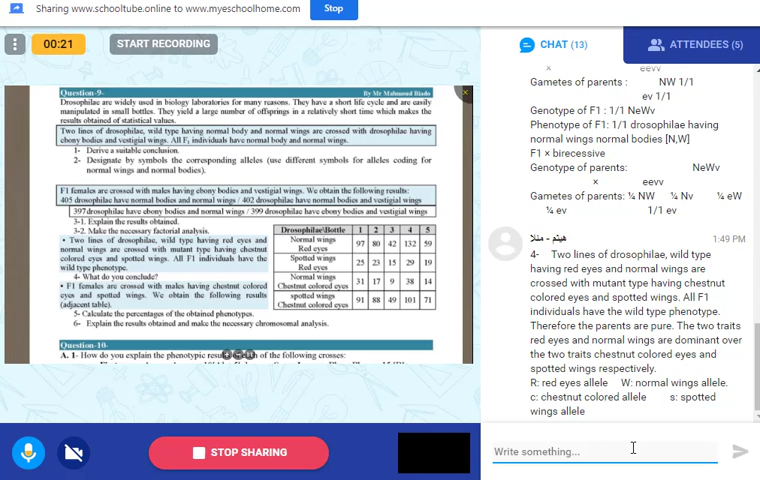 Sharing www.schooltube.online to www.myeschoolhome.com
Stop
00:21
START RECORDING
CHAT (13)
ATTENDEES (5)
Question-9
By Mr Mahmoud Biado
Drosophilae are widely used in biology laboratories for many reasons. They have a short life cycle and are easily
manipulated in small bottles. They yield a large number of offsprings in a relatively short time which makes the
results obtained of statistical values.
Two lines of drosophilae, wild type having normal body and normal wings are crossed with drosophilae having
ebony bodies and vestigial wings. All F1 individuals have normal body and normal wings.
1- Derive a suitable conclusion.
2- Designate by symbols the corresponding alleles (use different symbols for alleles coding for
normal wings and normal bodies).
F1 females are crossed with males having ebony bodies and vestigial wings. We obtain the following results:
405 drosophilae have normal bodies and normal wings / 402 drosophilae have normal bodies and vestigial wings
397drosophilae have ebony bodies and normal wings / 399 drosophilae have ebony bodies and vestigial wings
3-1. Explain the results obtained.
3-2. Make the necessary factorial analysis.
• Two lines of drosophilae, wild type having red eyes and
normal wings are crossed with mutant type having chestnut
colored eyes and spotted wings. All F1 individuals have the
wild type phenotype.
4- What do you conclude?
• F1 females are crossed with males having chestnut colored
eyes and spotted wings. We obtain the following results
(adjacent table).
5- Calculate the percentages of the obtained phenotypes.
6- Explain the results obtained and make the necessary chromosomal analysis.
Drosophilae\Bottle 1 2 3 4 5
Normal wings
Red eyes 97 80 42 132 59
Spotted wings
Red eyes 25 23 15 29 19
Normal wings
Chestnut colored eyes 31 17 9 38 14
spotted wings
Chestnut colored eyes 91 88 49 101 71
Question-10
A. 1- How do you explain the phenotypic of the following crosses:
x eevv
Gametes of parents : NW 1/1
ev 1/1
Genotype of F1 : 1/1 NeWv
Phenotype of F1: 1/1 drosophilae having
normal wings normal bodies [N,W]
F1 × birecessive
Genotype of parents: NeWv
× eevv
Gametes of parents: ¼ NW ¼ Nv ¼ eW
¼ ev 1/1 ev
هيثم - منلا
1:49 PM
4- Two lines of drosophilae, wild type
having red eyes and normal wings are
crossed with mutant type having chestnut
colored eyes and spotted wings. All F1
individuals have the wild type phenotype.
Therefore the parents are pure. The two traits
red eyes and normal wings are dominant over
the two traits chestnut colored eyes and
spotted wings respectively.
R: red eyes allele W: normal wings allele.
c: chestnut colored allele s: spotted
wings allele
STOP SHARING
Write something...